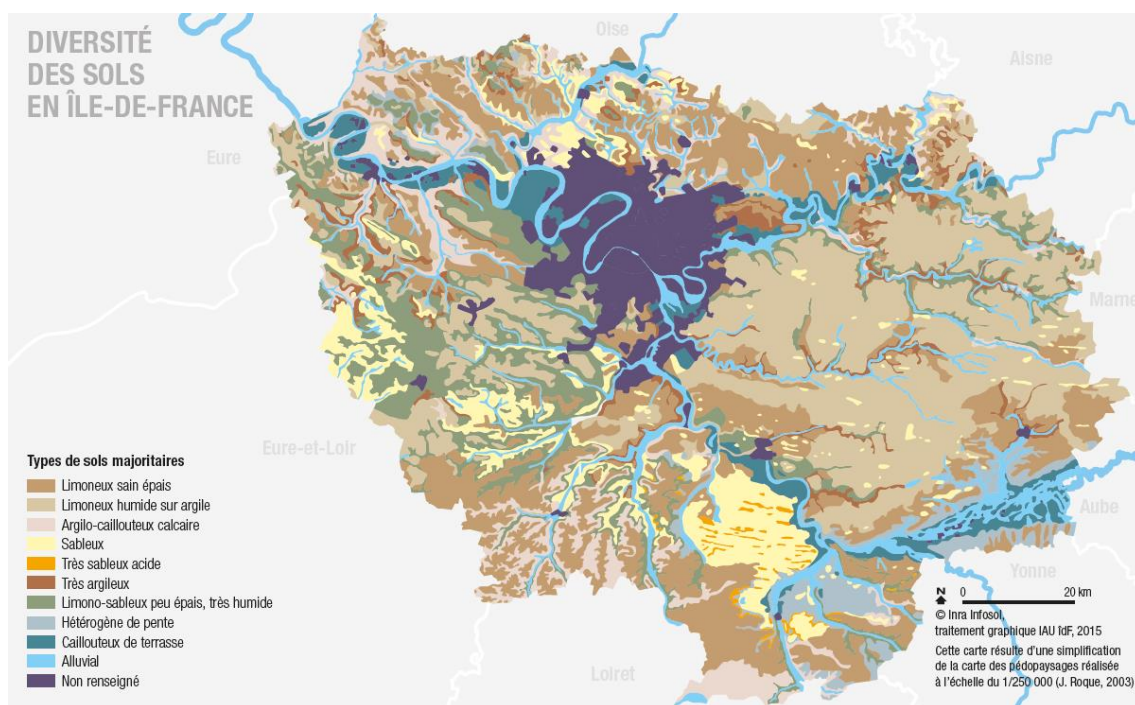 DIVERSITÉ
DES SOLS
EN ÎLE-DE-FRANCE
Oise
Aisne
Eure
Marne
Eure-et-Loir
Aube
Yonne
Loiret
Types de sols majoritaires
Limoneux sain épais
Limoneux humide sur argile
Argilo-caillouteux calcaire
Sableux
Très sableux acide
Très argileux
Limono-sableux peu épais, très humide
Hétérogène de pente
Caillouteux de terrasse
Alluvial
Non renseigné
N 0 20 km
© Inra Infosol,
traitement graphique IAU îdF, 2015
Cette carte résulte d'une simplification
de la carte des pédopaysages réalisée
à l'échelle du 1/250 000 (J. Roque, 2003)